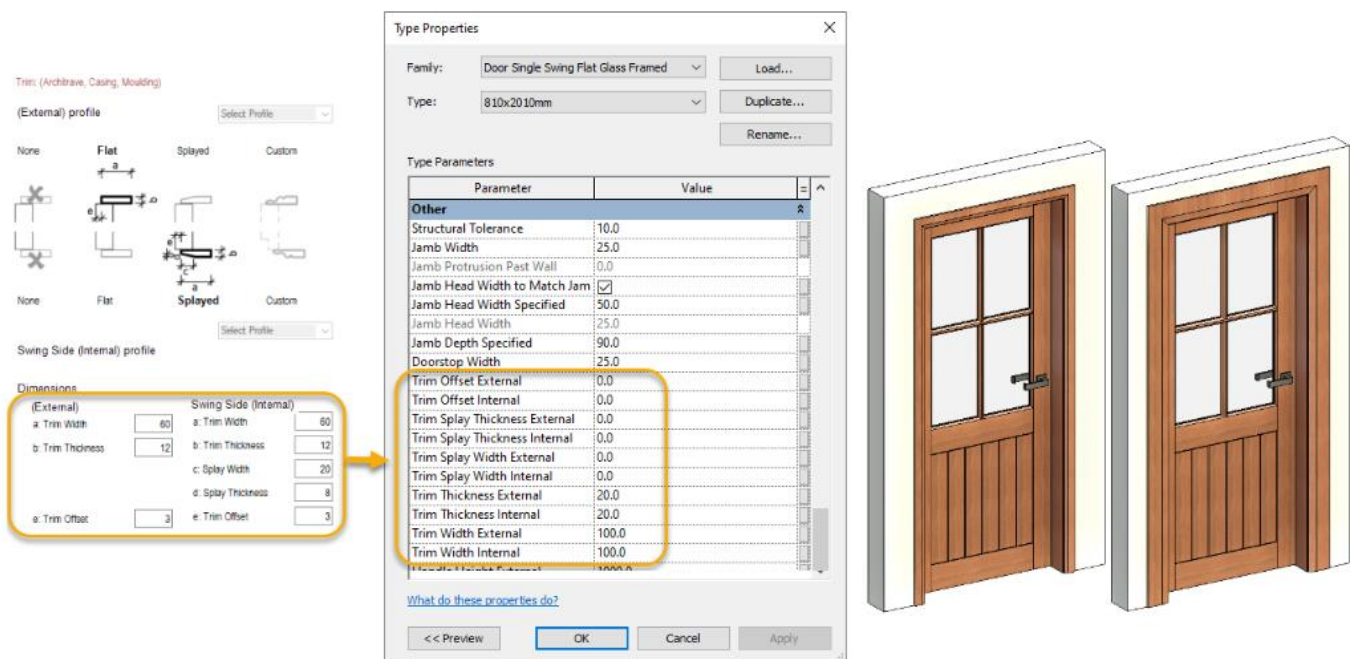 Trim: (Architrave, Casing, Moulding)
(External) profile
Select Profile
None Flat Splayed Custom
a
b
e
e
d
b
c
a
None Flat Splayed Custom
Select Profile
Swing Side (Internal) profile
Dimensions
(External) Swing Side (Internal)
a: Trim Width 60 a: Trim Width 60
b: Trim Thickness 12 b: Trim Thickness 12
c: Splay Width 20
d: Splay Thickness 8
e: Trim Offset 3 e: Trim Offset 3
Type Properties
Family: Door Single Swing Flat Glass Framed Load...
Type: 810x2010mm Duplicate...
Rename...
Type Parameters
Parameter Value =
Other
Structural Tolerance 10.0
Jamb Width 25.0
Jamb Protrusion Past Wall 0.0
Jamb Head Width to Match Jam
Jamb Head Width Specified 50.0
Jamb Head Width 25.0
Jamb Depth Specified 90.0
Doorstop Width 25.0
Trim Offset External 0.0
Trim Offset Internal 0.0
Trim Splay Thickness External 0.0
Trim Splay Thickness Internal 0.0
Trim Splay Width External 0.0
Trim Splay Width Internal 0.0
Trim Thickness External 20.0
Trim Thickness Internal 20.0
Trim Width External 100.0
Trim Width Internal 100.0
Handle Height External 1000.0
What do these properties do?
<< Preview OK Cancel Apply